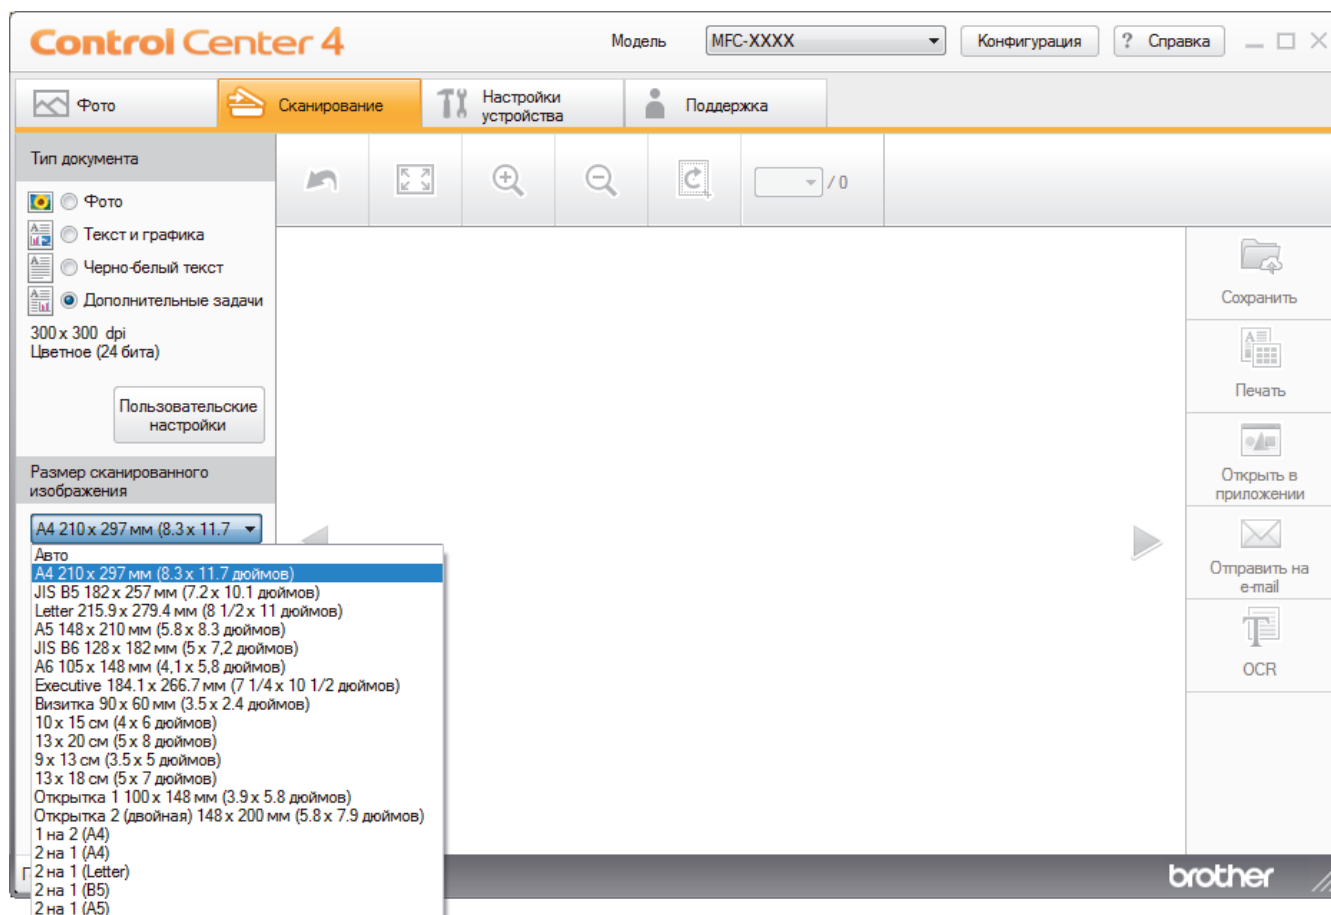 Control Center 4
Модель
MFC-XXXX
Конфигурация
? Справка
Фото
Сканирование
Настройки
устройства
Поддержка
Тип документа
Фото
Текст и графика
Черно-белый текст
Дополнительные задачи
300 x 300 dpi
Цветное (24 бита)
Пользовательские
настройки
Размер сканированного
изображения
A4 210 x 297 мм (8.3 x 11.7
Авто
A4 210 x 297 мм (8.3 x 11.7 дюймов)
JIS B5 182 x 257 мм (7.2 x 10.1 дюймов)
Letter 215.9 x 279.4 мм (8 1/2 x 11 дюймов)
A5 148 x 210 мм (5.8 x 8.3 дюймов)
JIS B6 128 x 182 мм (5 x 7,2 дюймов)
A6 105 x 148 мм (4,1 x 5,8 дюймов)
Executive 184.1 x 266.7 мм (7 1/4 x 10 1/2 дюймов)
Визитка 90 x 60 мм (3.5 x 2.4 дюймов)
10 x 15 см (4 x 6 дюймов)
13 x 20 см (5 x 8 дюймов)
9 x 13 см (3.5 x 5 дюймов)
13 x 18 см (5 x 7 дюймов)
Открытка 1 100 x 148 мм (3.9 x 5.8 дюймов)
Открытка 2 (двойная) 148 x 200 мм (5.8 x 7.9 дюймов)
1 на 2 (A4)
2 на 1 (A4)
2 на 1 (Letter)
2 на 1 (B5)
2 на 1 (A5)
/ 0
Сохранить
Печать
Открыть в
приложении
Отправить на
e-mail
OCR
brother